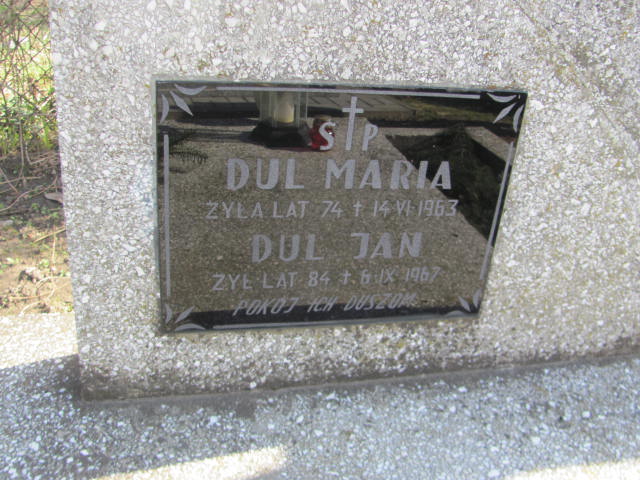 S†P
DUL MARIA
ŻYŁA LAT 74 † 14 VI 1963
DUL JAN
ŻYŁ LAT 84 † 6 IX 1967
POKÓJ ICH DUSZOM